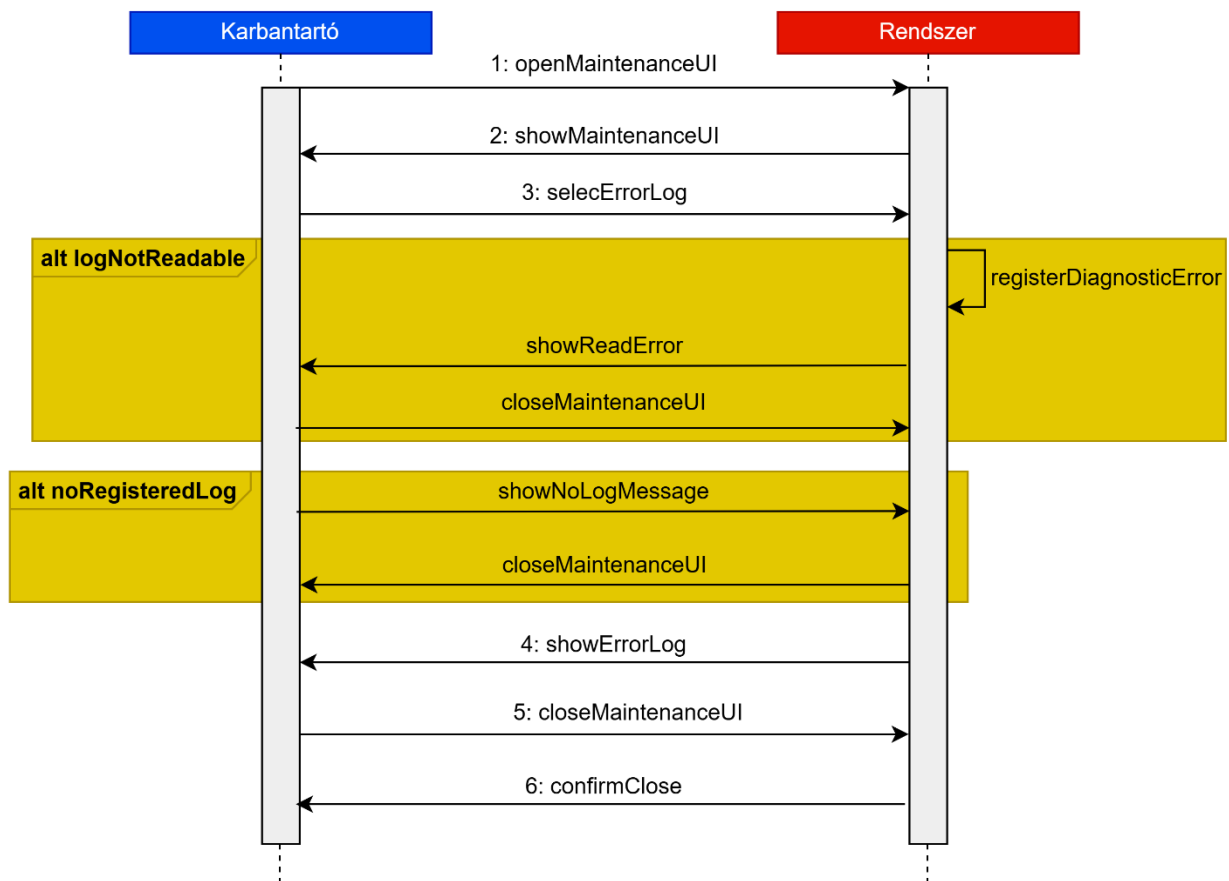 Karbantartó
Rendszer
1: openMaintenanceUI
2: showMaintenanceUI
3: selecErrorLog
alt logNotReadable
registerDiagnosticError
showReadError
closeMaintenanceUI
alt noRegisteredLog
showNoLogMessage
closeMaintenanceUI
4: showErrorLog
5: closeMaintenanceUI
6: confirmClose